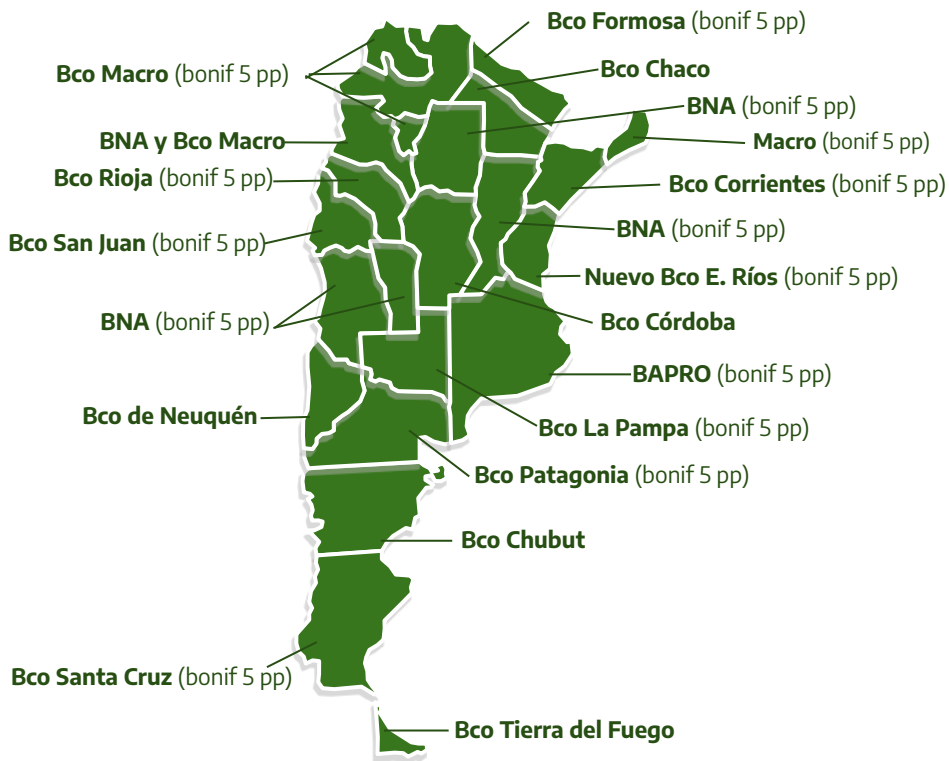 Bco Formosa (bonif 5 pp)
Bco Macro (bonif 5 pp)
Bco Chaco
BNA (bonif 5 pp)
BNA y Bco Macro
Macro (bonif 5 pp)
Bco Rioja (bonif 5 pp)
Bco Corrientes (bonif 5 pp)
BNA (bonif 5 pp)
Bco San Juan (bonif 5 pp)
Nuevo Bco E. Ríos (bonif 5 pp)
BNA (bonif 5 pp)
Bco Córdoba
BAPRO (bonif 5 pp)
Bco de Neuquén
Bco La Pampa (bonif 5 pp)
Bco Patagonia (bonif 5 pp)
Bco Chubut
Bco Santa Cruz (bonif 5 pp)
Bco Tierra del Fuego